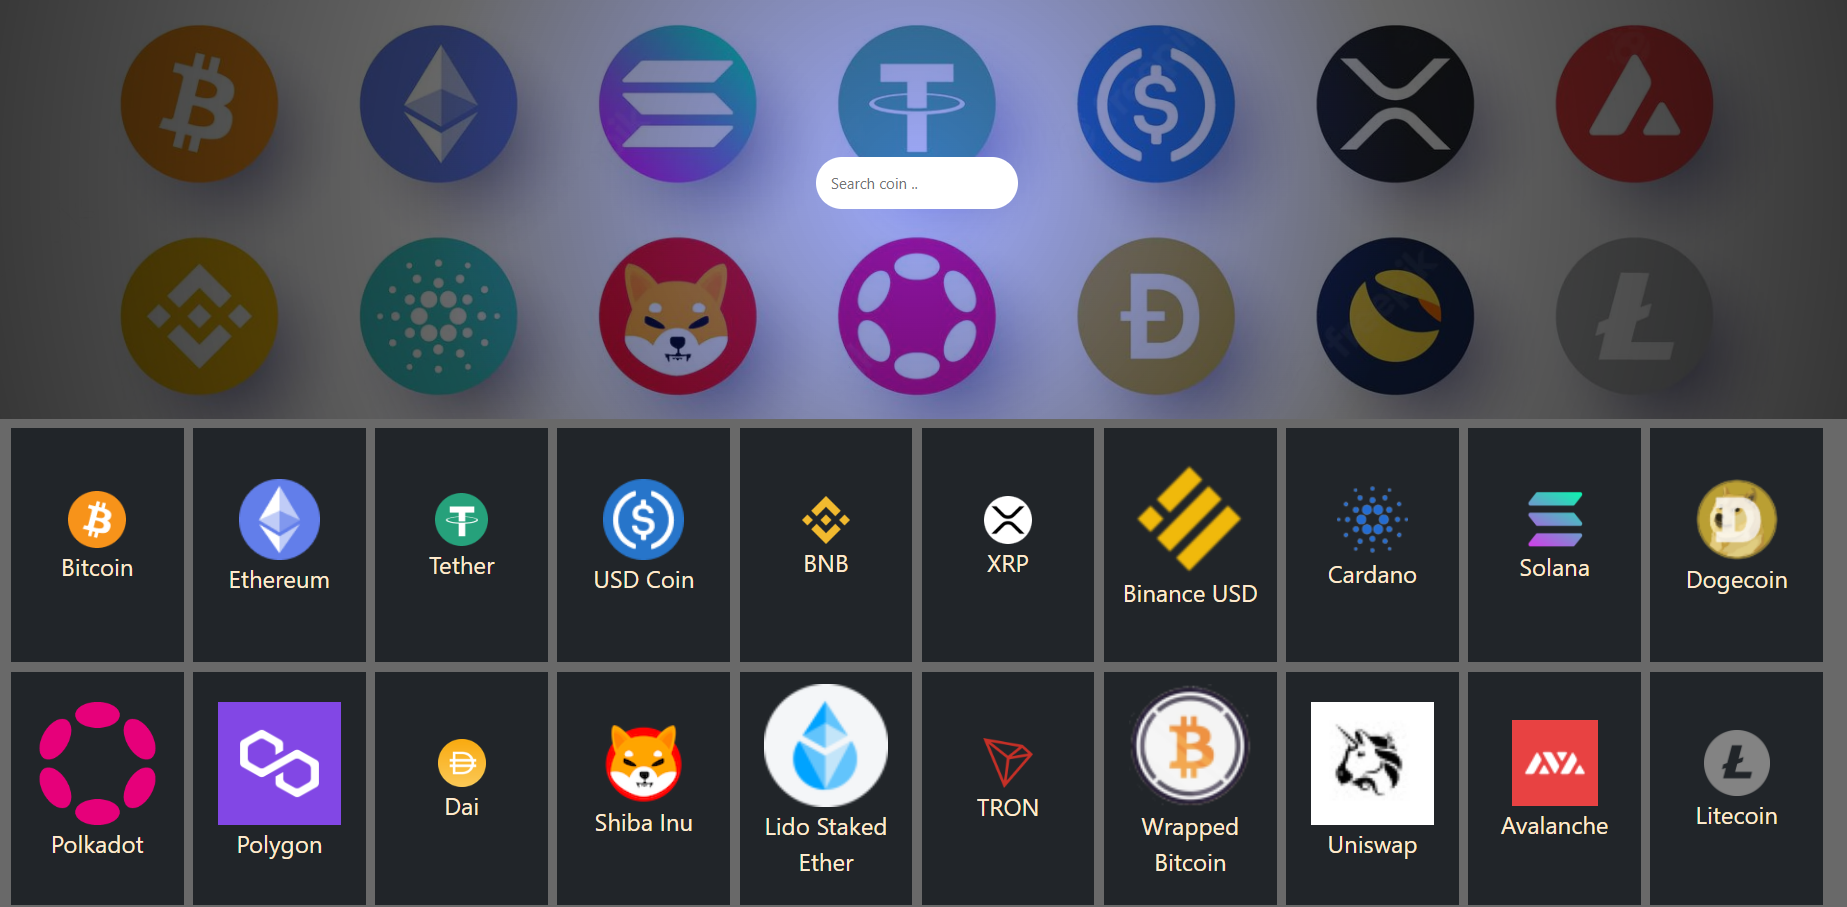 Search coin ..
freepik
Bitcoin
Ethereum
Tether
USD Coin
BNB
XRP
Binance USD
Cardano
Solana
Dogecoin
Polkadot
Polygon
Dai
Shiba Inu
Lido Staked
Ether
TRON
Wrapped
Bitcoin
Uniswap
Avalanche
Litecoin